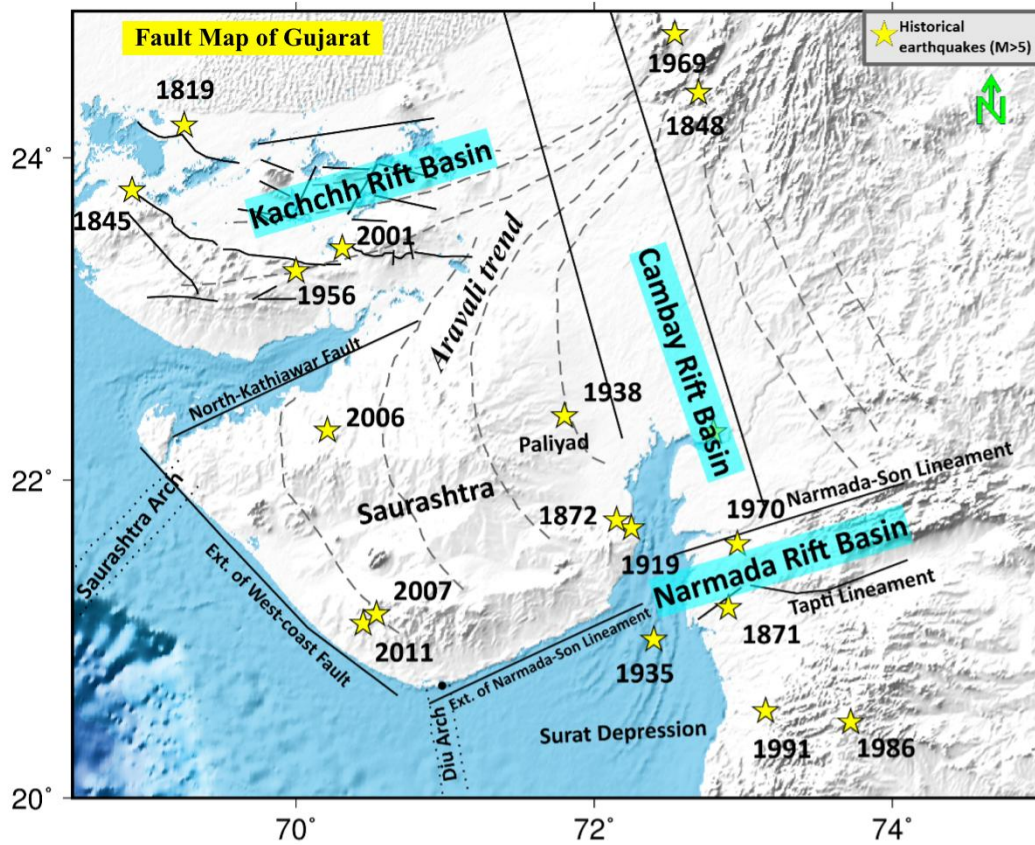 Fault Map of Gujarat
Historical
earthquakes (M>5)
N
1969
1819
1848
24°
Kachchh Rift Basin
1845
2001
1956
Aravali trend
Cambay Rift Basin
North-Kathiawar Fault
1938
2006
Paliyad
22°
Saurashtra
Narmada-Son Lineament
1970
1872
Saurashtra Arch
1919
Narmada Rift Basin
Ext. of West-coast Fault
2007
Tapti Lineament
1871
2011
Ext. of Narmada-Son Lineament
1935
Diu Arch
Surat Depression
1991
1986
20°
70°
72°
74°